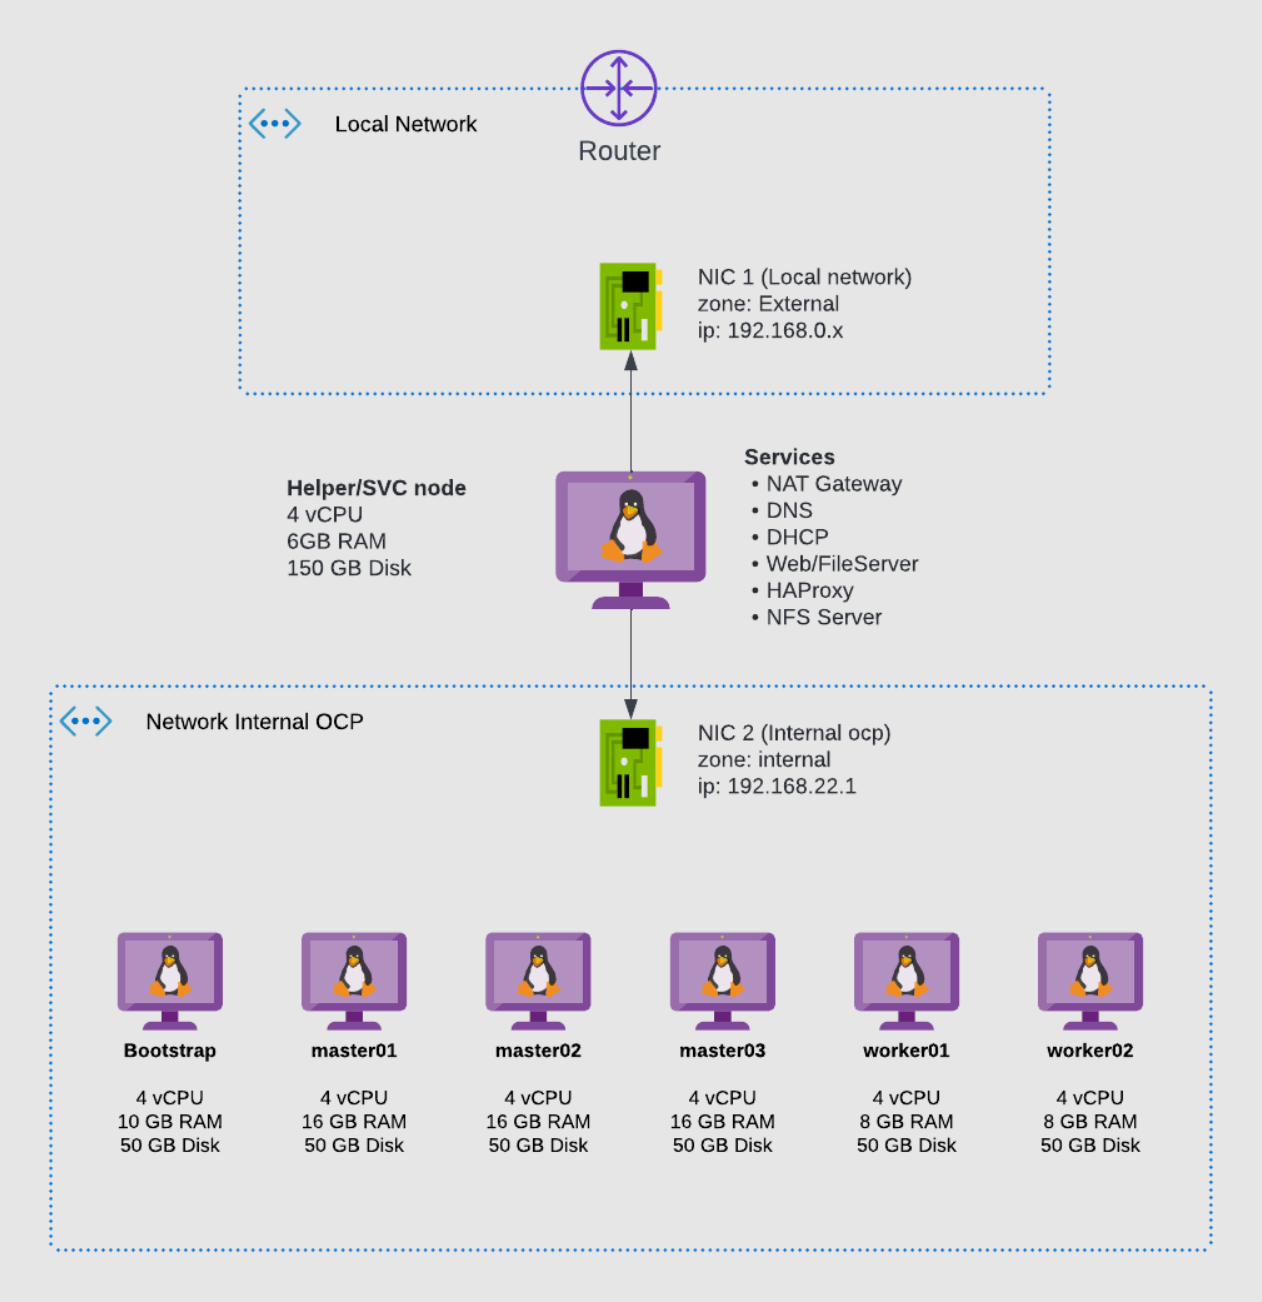 Local Network
Router
NIC 1 (Local network)
zone: External
ip: 192.168.0.x
Helper/SVC node
4 vCPU
6GB RAM
150 GB Disk
Services
• NAT Gateway
• DNS
• DHCP
• Web/FileServer
• HAProxy
• NFS Server
Network Internal OCP
NIC 2 (Internal ocp)
zone: internal
ip: 192.168.22.1
Bootstrap
4 vCPU
10 GB RAM
50 GB Disk
master01
4 vCPU
16 GB RAM
50 GB Disk
master02
4 vCPU
16 GB RAM
50 GB Disk
master03
4 vCPU
16 GB RAM
50 GB Disk
worker01
4 vCPU
8 GB RAM
50 GB Disk
worker02
4 vCPU
8 GB RAM
50 GB Disk